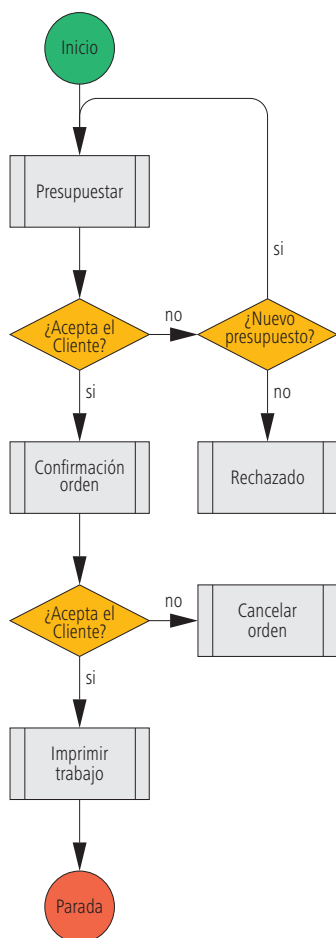 Inicio
Presupuestar
si
¿Acepta el
Cliente?
no
¿Nuevo
presupuesto?
si
no
Confirmación
orden
Rechazado
¿Acepta el
Cliente?
no
Cancelar
orden
si
Imprimir
trabajo
Parada